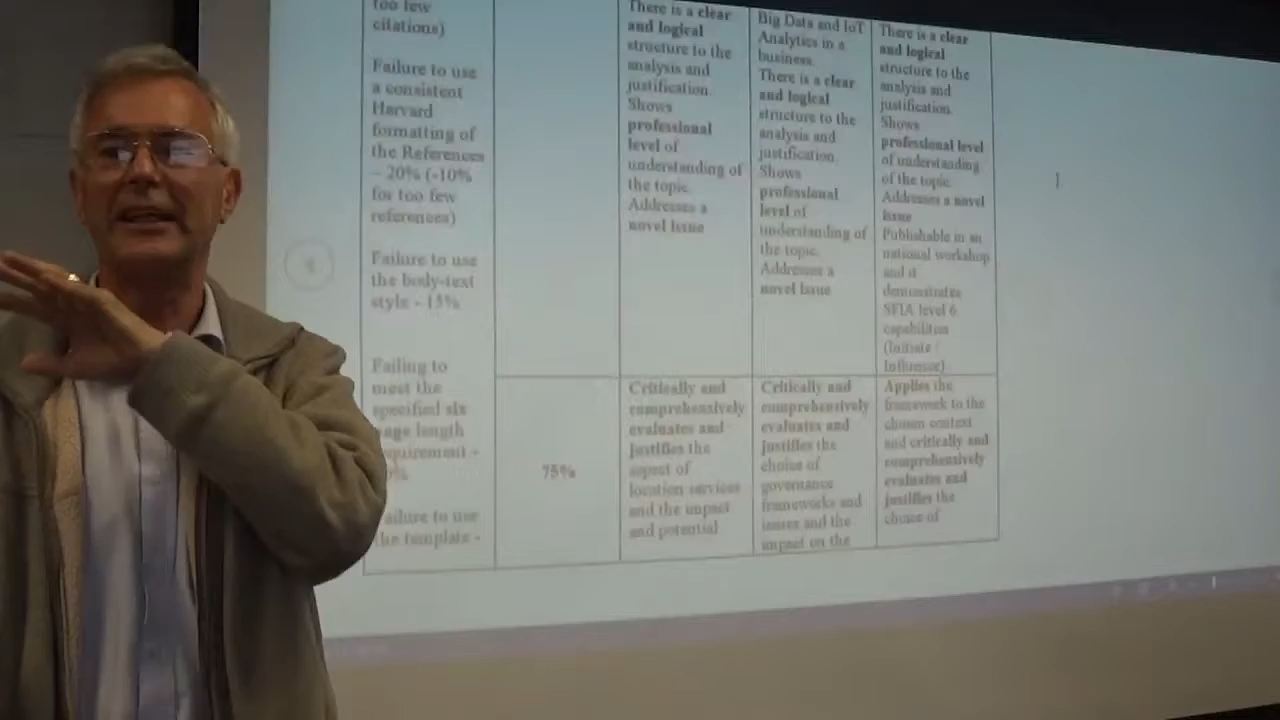 too few
citations)
Failure to use
a consistent
Harvard
formatting of
the References
– 20% (-10%
for too few
references)
Failure to use
the body-text
style - 15%
Failing to
meet the
specified six
page length
requirement -
Failure to use
the template -
75%
There is a clear
and logical
structure to the
analysis and
justification.
Shows
professional
level of
understanding of
the topic.
Addresses a
novel Issue
Critically and
comprehensively
evaluates and
justifies the
aspect of
location services
and the impact
and potential
Big Data and IoT
Analytics in a
business.
There is a clear
and logical
structure to the
analysis and
justification.
Shows
professional
level of
understanding of
the topic.
Addresses a
novel Issue
Critically and
comprehensively
evaluates and
justifies the
choice of
governance
frameworks and
issues and the
impact on the
There is a clear
and logical
structure to the
analysis and
justification.
Shows
professional level
of understanding
of the topic.
Addresses a novel
Issue
Publishable in an
national workshop
and it
demonstrates
SFIA level 6
capabilities
(Initiate /
Influence)
Applies the
framework to the
chosen context
and critically and
comprehensively
evaluates and
justifies the
choice of